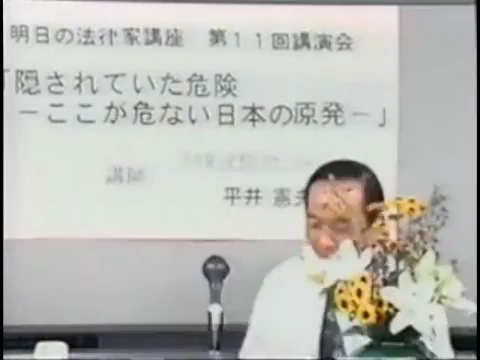 明日の法律家講座 第11回講演会
「隠されていた危険
－ここが危ない日本の原発－」
講師
平井 憲夫